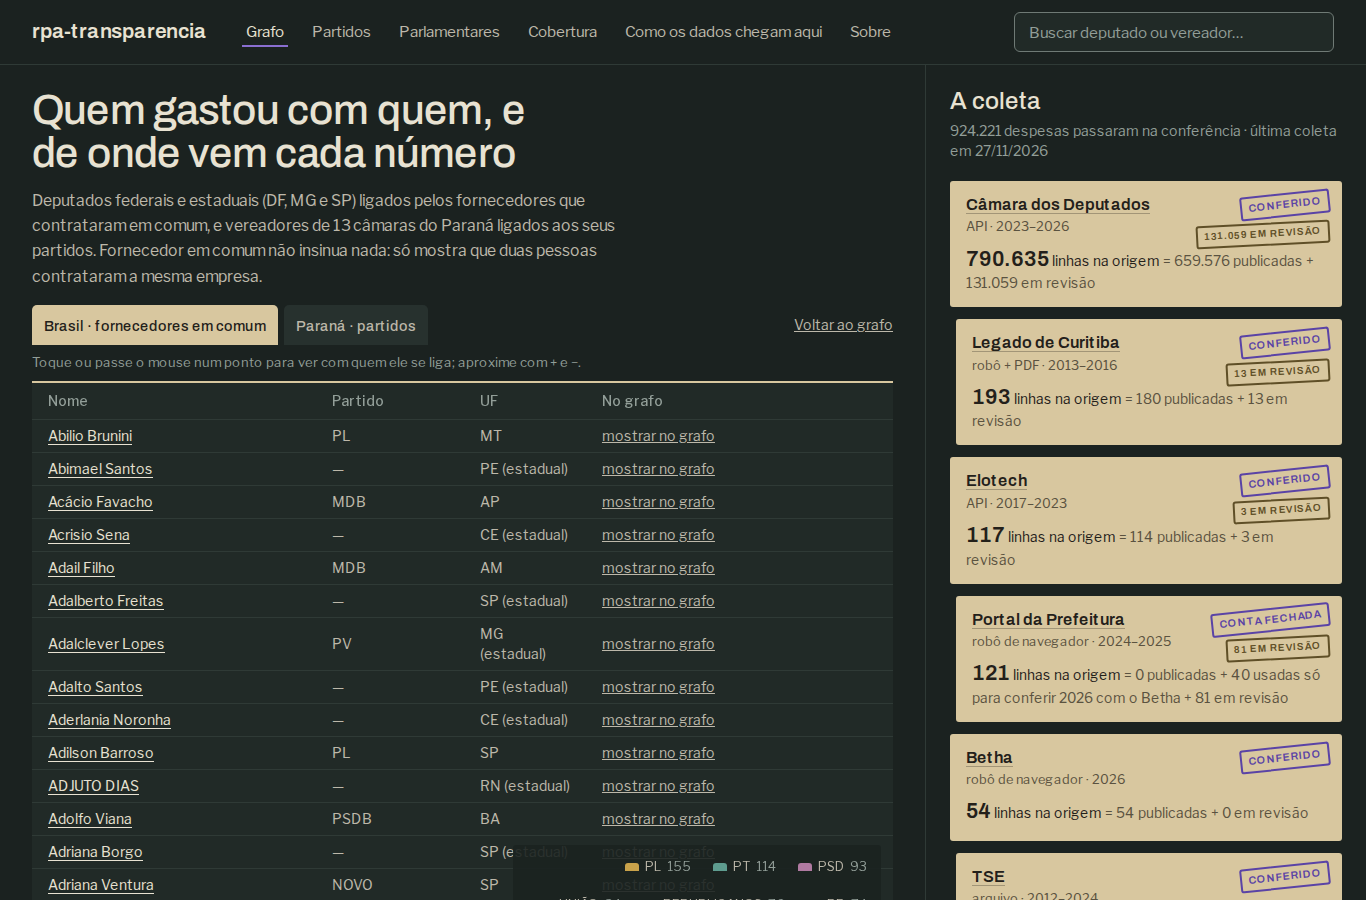 rpa-transparencia
Grafo
Partidos
Parlamentares
Cobertura
Como os dados chegam aqui
Sobre
Buscar deputado ou vereador...
Quem gastou com quem, e
de onde vem cada número
Deputados federais e estaduais (DF, MG e SP) ligados pelos fornecedores que
contrataram em comum, e vereadores de 13 câmaras do Paraná ligados aos seus
partidos. Fornecedor em comum não insinua nada: só mostra que duas pessoas
contrataram a mesma empresa.
Brasil · fornecedores em comum
Paraná · partidos
Voltar ao grafo
Toque ou passe o mouse num ponto para ver com quem ele se liga; aproxime com + e −.
Nome Partido UF No grafo
Abilio Brunini PL MT mostrar no grafo
Abimael Santos — PE (estadual) mostrar no grafo
Acácio Favacho MDB AP mostrar no grafo
Acrisio Sena — CE (estadual) mostrar no grafo
Adail Filho MDB AM mostrar no grafo
Adalberto Freitas — SP (estadual) mostrar no grafo
Adalclever Lopes PV MG (estadual) mostrar no grafo
Adalto Santos — PE (estadual) mostrar no grafo
Aderlania Noronha — CE (estadual) mostrar no grafo
Adilson Barroso PL SP mostrar no grafo
ADJUTO DIAS — RN (estadual) mostrar no grafo
Adolfo Viana PSDB BA mostrar no grafo
Adriana Borgo — SP (estadual) mostrar no grafo
Adriana Ventura NOVO SP mostrar no grafo
PL 155 PT 114 PSD 93
A coleta
924.221 despesas passaram na conferência · última coleta
em 27/11/2026
Câmara dos Deputados
CONFERIDO
API · 2023–2026
131.059 EM REVISÃO
790.635 linhas na origem = 659.576 publicadas +
131.059 em revisão
Legado de Curitiba
CONFERIDO
robô + PDF · 2013–2016
13 EM REVISÃO
193 linhas na origem = 180 publicadas + 13 em
revisão
Elotech
CONFERIDO
API · 2017–2023
3 EM REVISÃO
117 linhas na origem = 114 publicadas + 3 em
revisão
Portal da Prefeitura
CONTA FECHADA
robô de navegador · 2024–2025
81 EM REVISÃO
121 linhas na origem = 0 publicadas + 40 usadas só
para conferir 2026 com o Betha + 81 em revisão
Betha
CONFERIDO
robô de navegador · 2026
54 linhas na origem = 54 publicadas + 0 em revisão
TSE
CONFERIDO
arquivo · 2012–2024